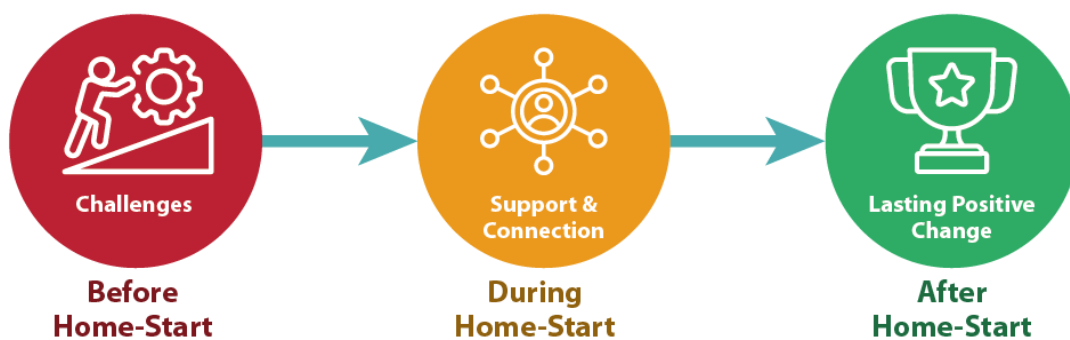 Challenges
Before
Home-Start
Support &
Connection
During
Home-Start
Lasting Positive
Change
After
Home-Start